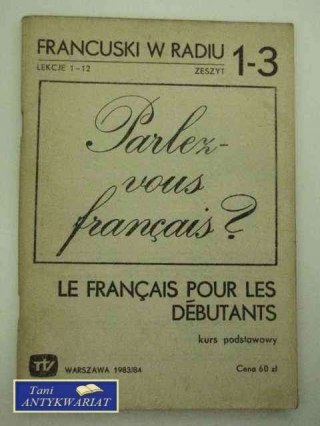 FRANCUSKI W RADIU 1-3
LEKCJE 1-12 ZESZYT
Parlez-
vous
français?
LE FRANÇAIS POUR LES
DÉBUTANTS
kurs podstawowy
WARSZAWA 1983/84 Cena 60 zł
Tani
ANTYKWARIAT